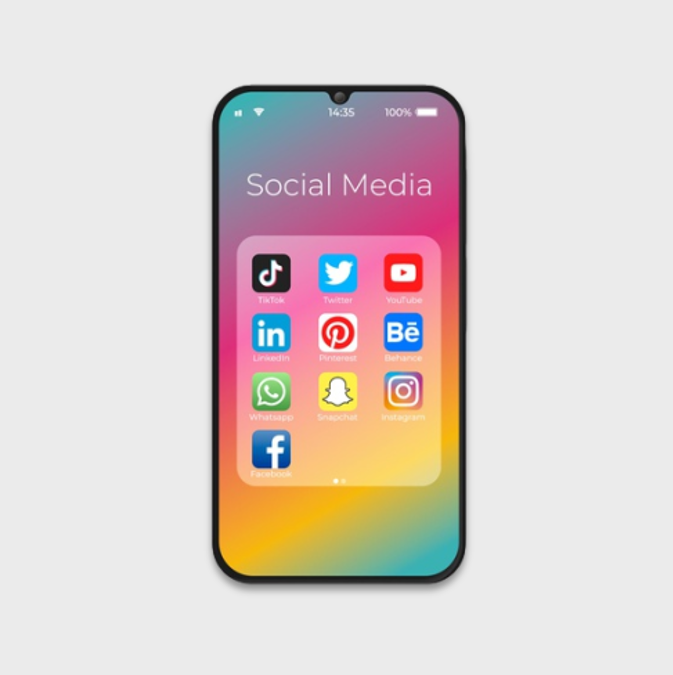 14:35 100%
Social Media
TikTok Twitter YouTube
in Bē
LinkedIn Pinterest Behance
Whatsapp Snapchat Instagram
f
Facebook